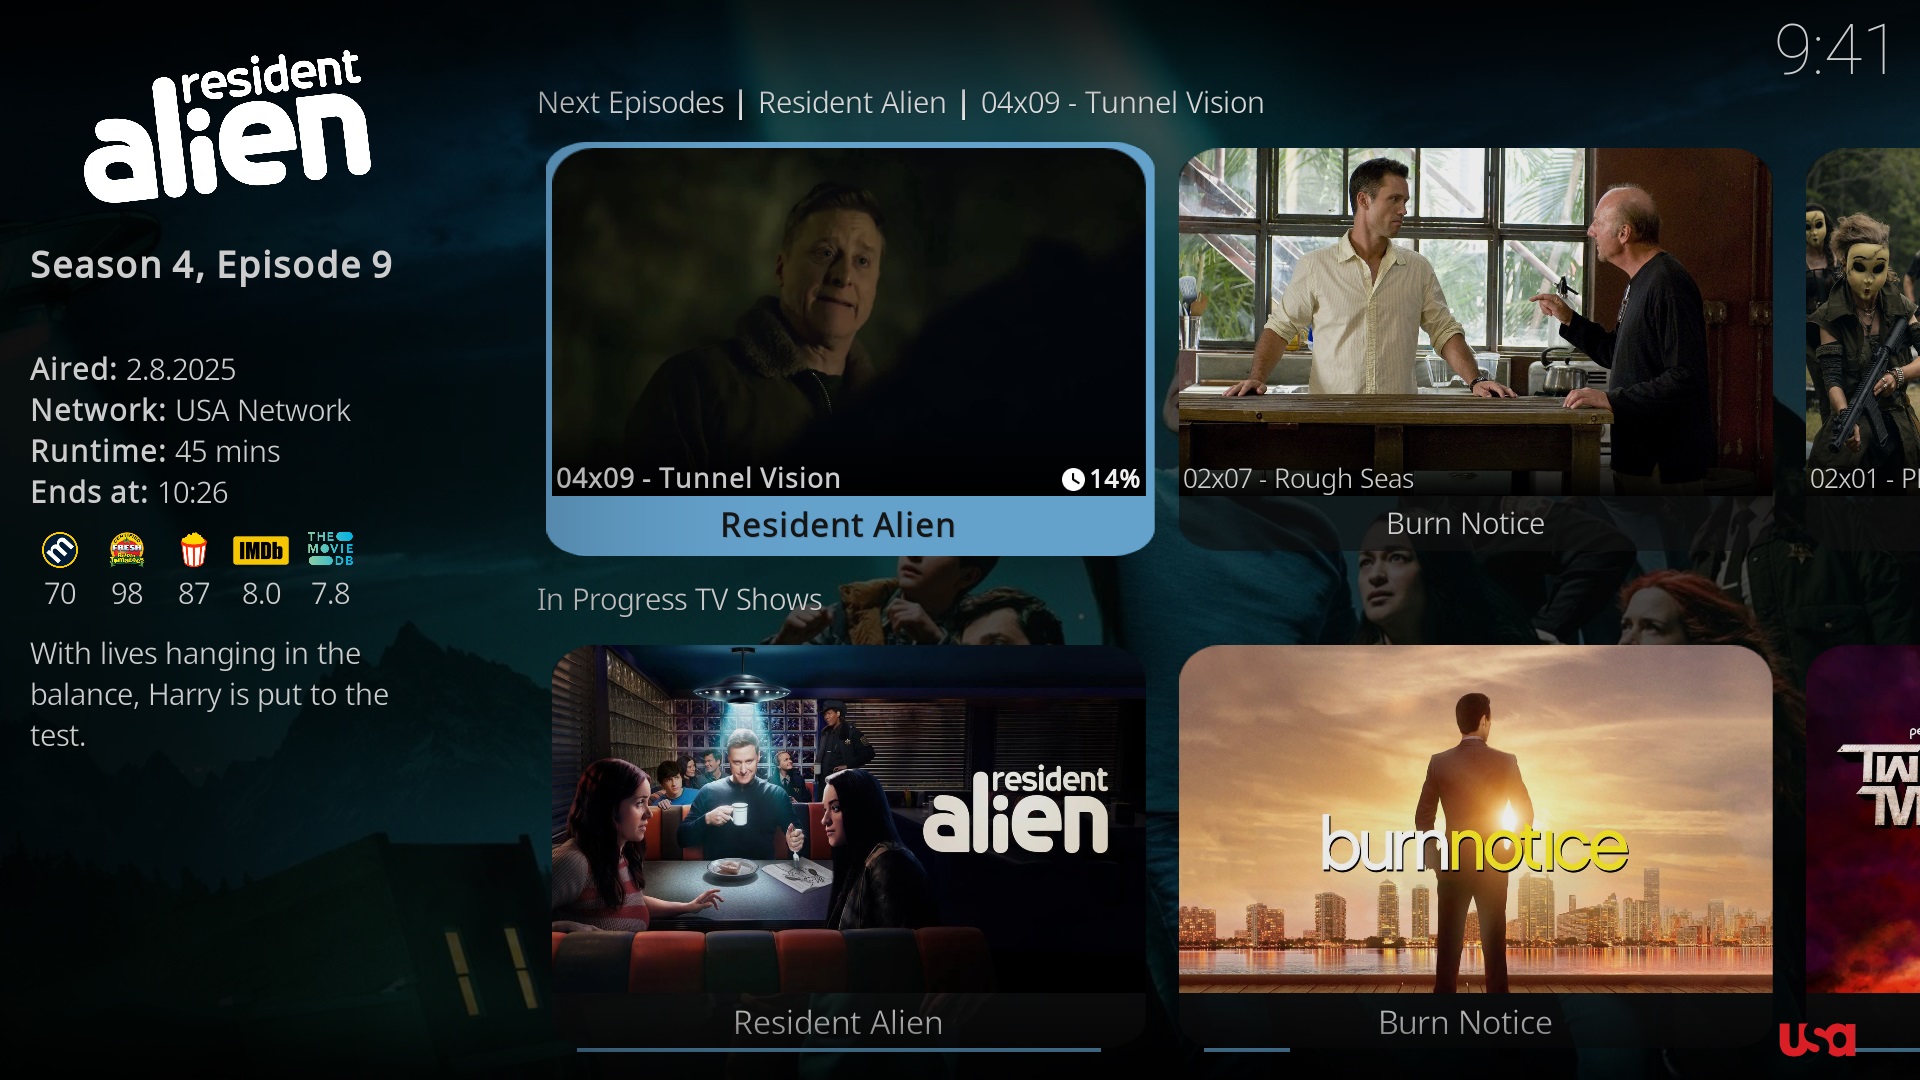 resident
alien
9:41
Next Episodes | Resident Alien | 04x09 - Tunnel Vision
Season 4, Episode 9
Aired: 2.8.2025
Network: USA Network
Runtime: 45 mins
Ends at: 10:26
m
FRESH
IMDb
THE
MOVIE
DB
70 98 87 8.0 7.8
With lives hanging in the
balance, Harry is put to the
test.
04x09 - Tunnel Vision 14%
Resident Alien
02x07 - Rough Seas
Burn Notice
02x01 - P
In Progress TV Shows
resident
alien
Resident Alien
burnnotice
Burn Notice
usa